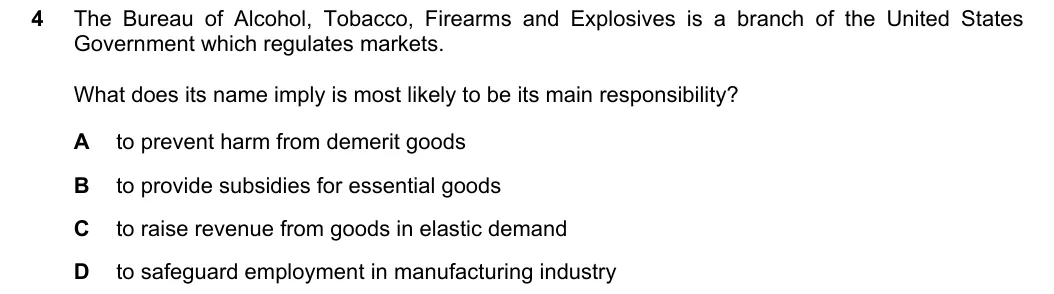 4 The Bureau of Alcohol, Tobacco, Firearms and Explosives is a branch of the United States
Government which regulates markets.
What does its name imply is most likely to be its main responsibility?
A to prevent harm from demerit goods
B to provide subsidies for essential goods
C to raise revenue from goods in elastic demand
D to safeguard employment in manufacturing industry